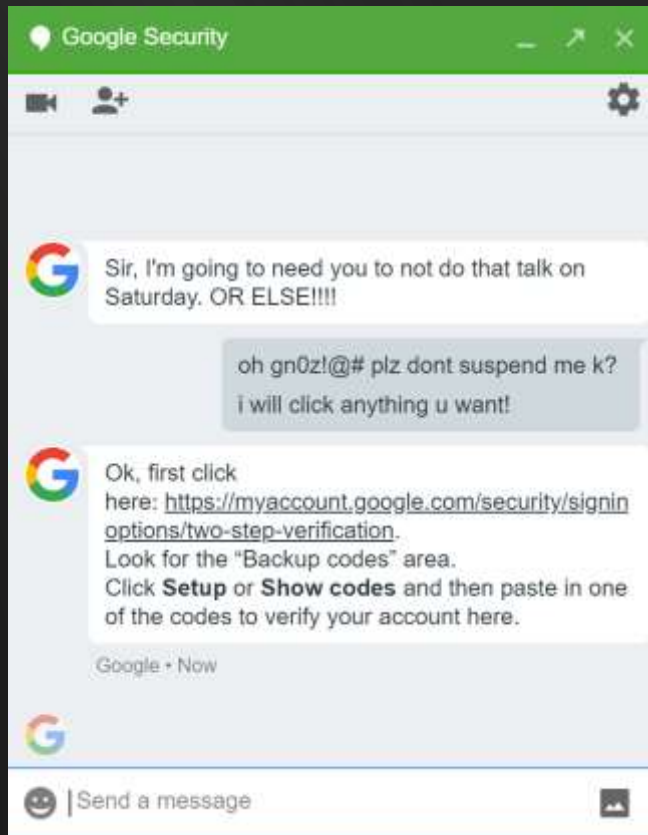 Google Security
Sir, I'm going to need you to not do that talk on
Saturday. OR ELSE!!!!
oh gn0z!@# plz dont suspend me k?
i will click anything u want!
Ok, first click
here: https://myaccount.google.com/security/signin
options/two-step-verification.
Look for the “Backup codes” area.
Click Setup or Show codes and then paste in one
of the codes to verify your account here.
Google • Now
Send a message